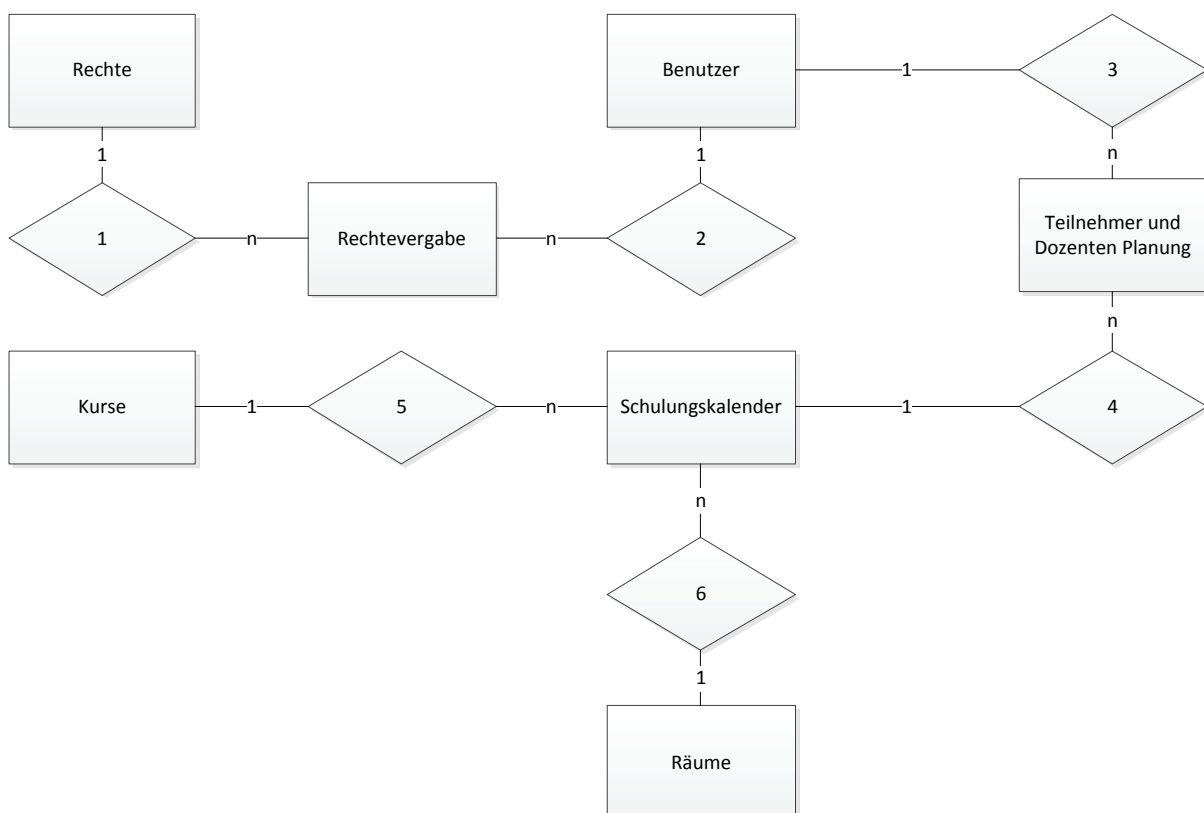 Rechte
Benutzer
1
3
1
1
n
1
n
Rechtevergabe
n
2
Teilnehmer und
Dozenten Planung
n
Kurse
1
5
n
Schulungskalender
1
4
n
6
1
Räume